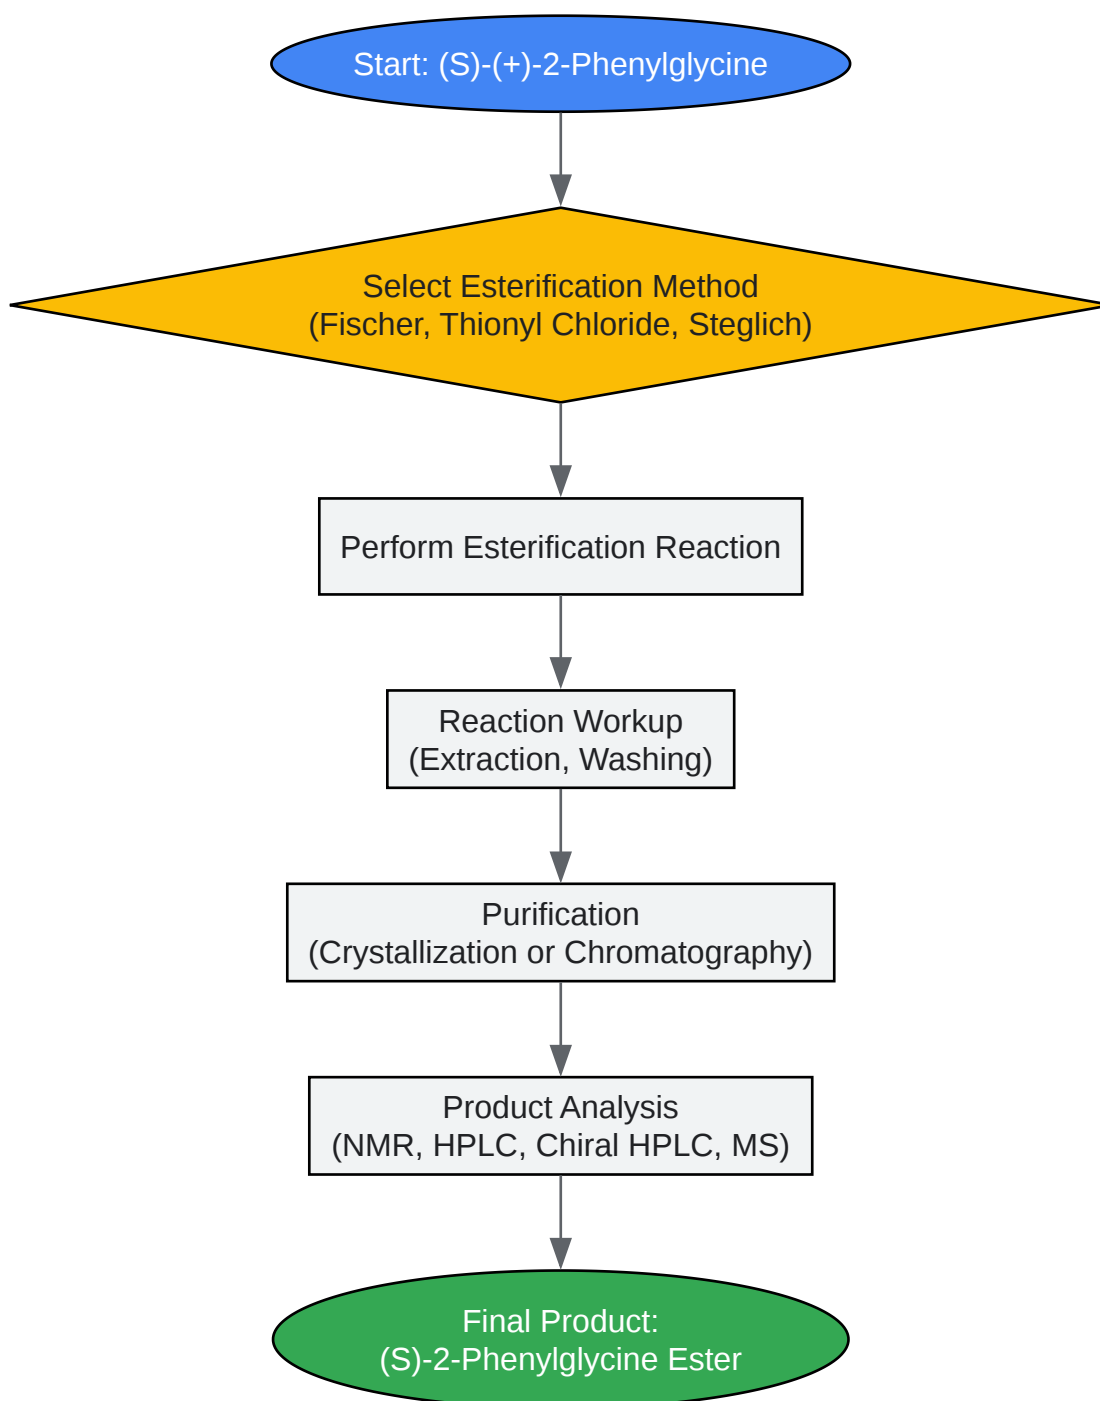 Start: (S)-(+)-2-Phenylglycine
Select Esterification Method
(Fischer, Thionyl Chloride, Steglich)
Perform Esterification Reaction
Reaction Workup
(Extraction, Washing)
Purification
(Crystallization or Chromatography)
Product Analysis
(NMR, HPLC, Chiral HPLC, MS)
Final Product:
(S)-2-Phenylglycine Ester